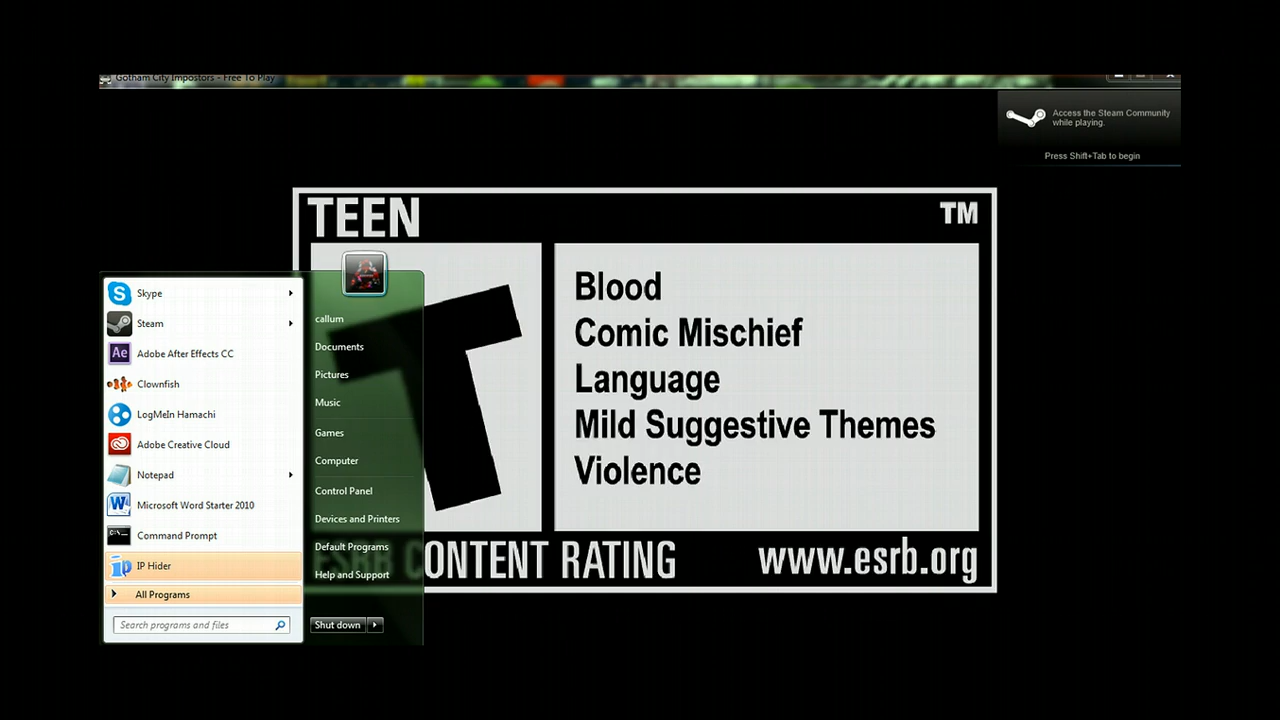 Gotham City Impostors - Free To Play
Access the Steam Community
while playing.
Press Shift+Tab to begin
TEEN
TM
T
Blood
Comic Mischief
Language
Mild Suggestive Themes
Violence
ESRB CONTENT RATING
www.esrb.org
Skype
Steam
Ae
Adobe After Effects CC
Clownfish
LogMeIn Hamachi
Adobe Creative Cloud
Notepad
Microsoft Word Starter 2010
Command Prompt
IP Hider
All Programs
Search programs and files
callum
Documents
Pictures
Music
Games
Computer
Control Panel
Devices and Printers
Default Programs
Help and Support
Shut down